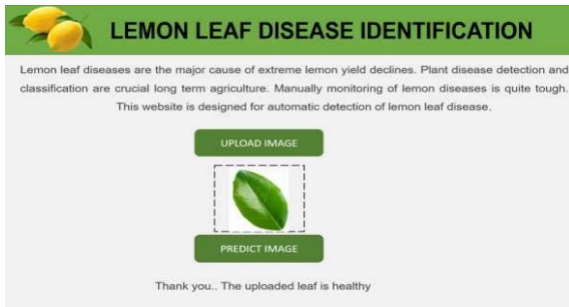 LEMON LEAF DISEASE IDENTIFICATION
Lemon leaf diseases are the major cause of extreme lemon yield declines. Plant disease detection and
classification are crucial long term agriculture. Manually monitoring of lemon diseases is quite tough.
This website is designed for automatic detection of lemon leaf disease.
UPLOAD IMAGE
PREDICT IMAGE
Thank you.. The uploaded leaf is healthy